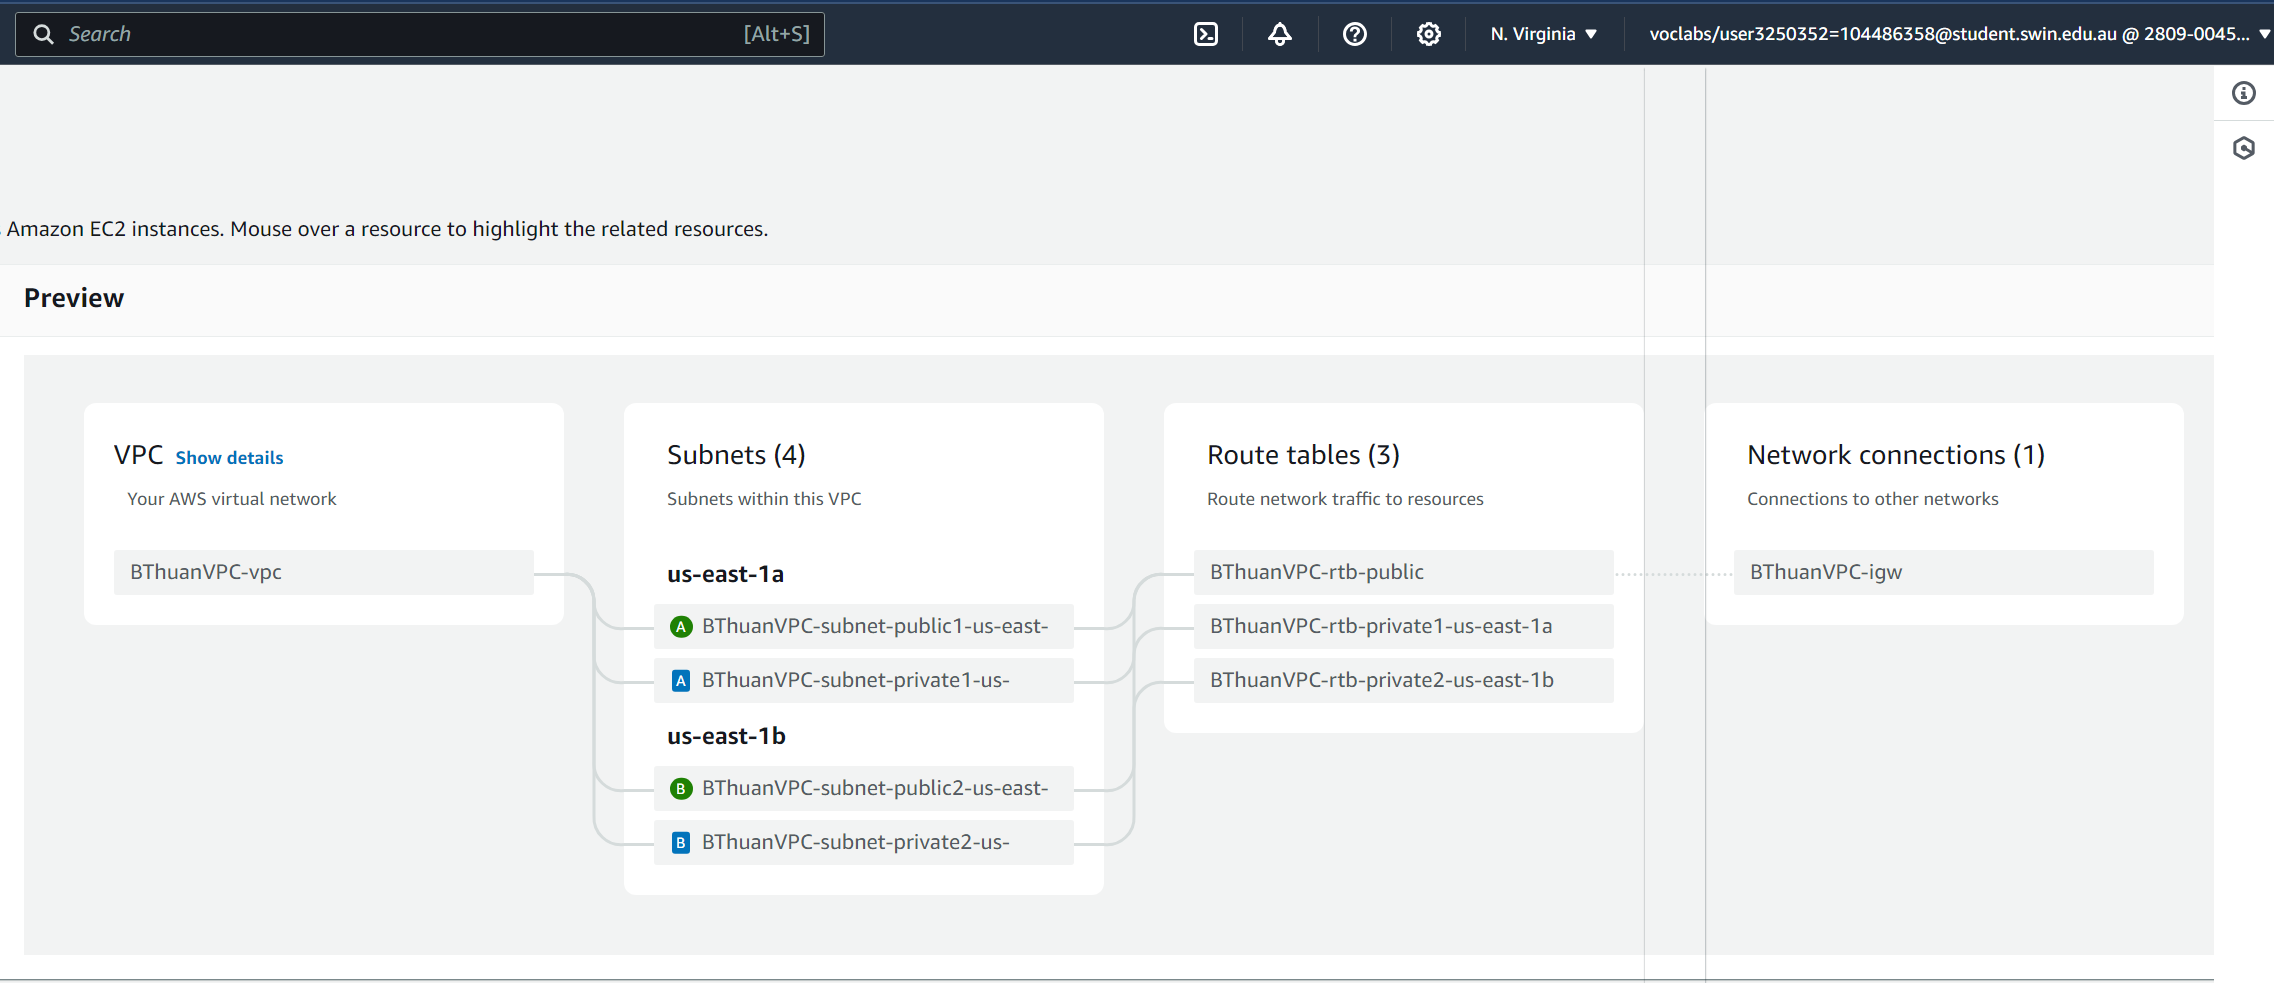 Search [Alt+S] N. Virginia voclabs/user3250352=104486358@student.swin.edu.au @ 2809-0045...
Amazon EC2 instances. Mouse over a resource to highlight the related resources.
Preview
VPC Show details
Your AWS virtual network
BThuanVPC-vpc
Subnets (4)
Subnets within this VPC
us-east-1a
A BThuanVPC-subnet-public1-us-east-
A BThuanVPC-subnet-private1-us-
us-east-1b
B BThuanVPC-subnet-public2-us-east-
B BThuanVPC-subnet-private2-us-
Route tables (3)
Route network traffic to resources
BThuanVPC-rtb-public
BThuanVPC-rtb-private1-us-east-1a
BThuanVPC-rtb-private2-us-east-1b
Network connections (1)
Connections to other networks
BThuanVPC-igw